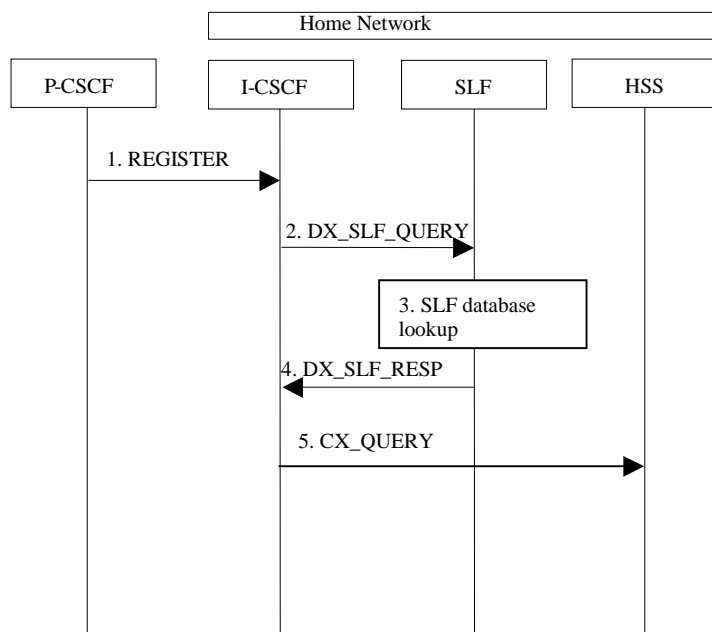 Home Network
P-CSCF
I-CSCF
SLF
HSS
1. REGISTER
2. DX_SLF_QUERY
3. SLF database
lookup
4. DX_SLF_RESP
5. CX_QUERY